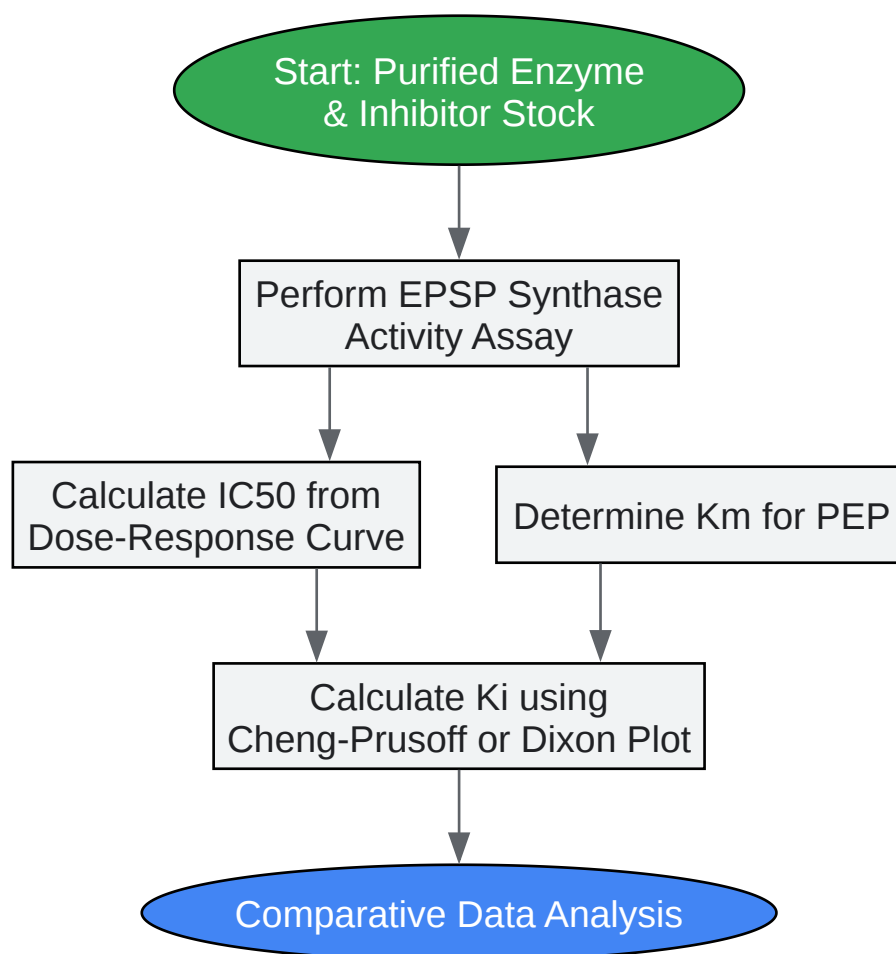 Start: Purified Enzyme
& Inhibitor Stock
Perform EPSP Synthase
Activity Assay
Calculate IC50 from
Dose-Response Curve
Determine Km for PEP
Calculate Ki using
Cheng-Prusoff or Dixon Plot
Comparative Data Analysis